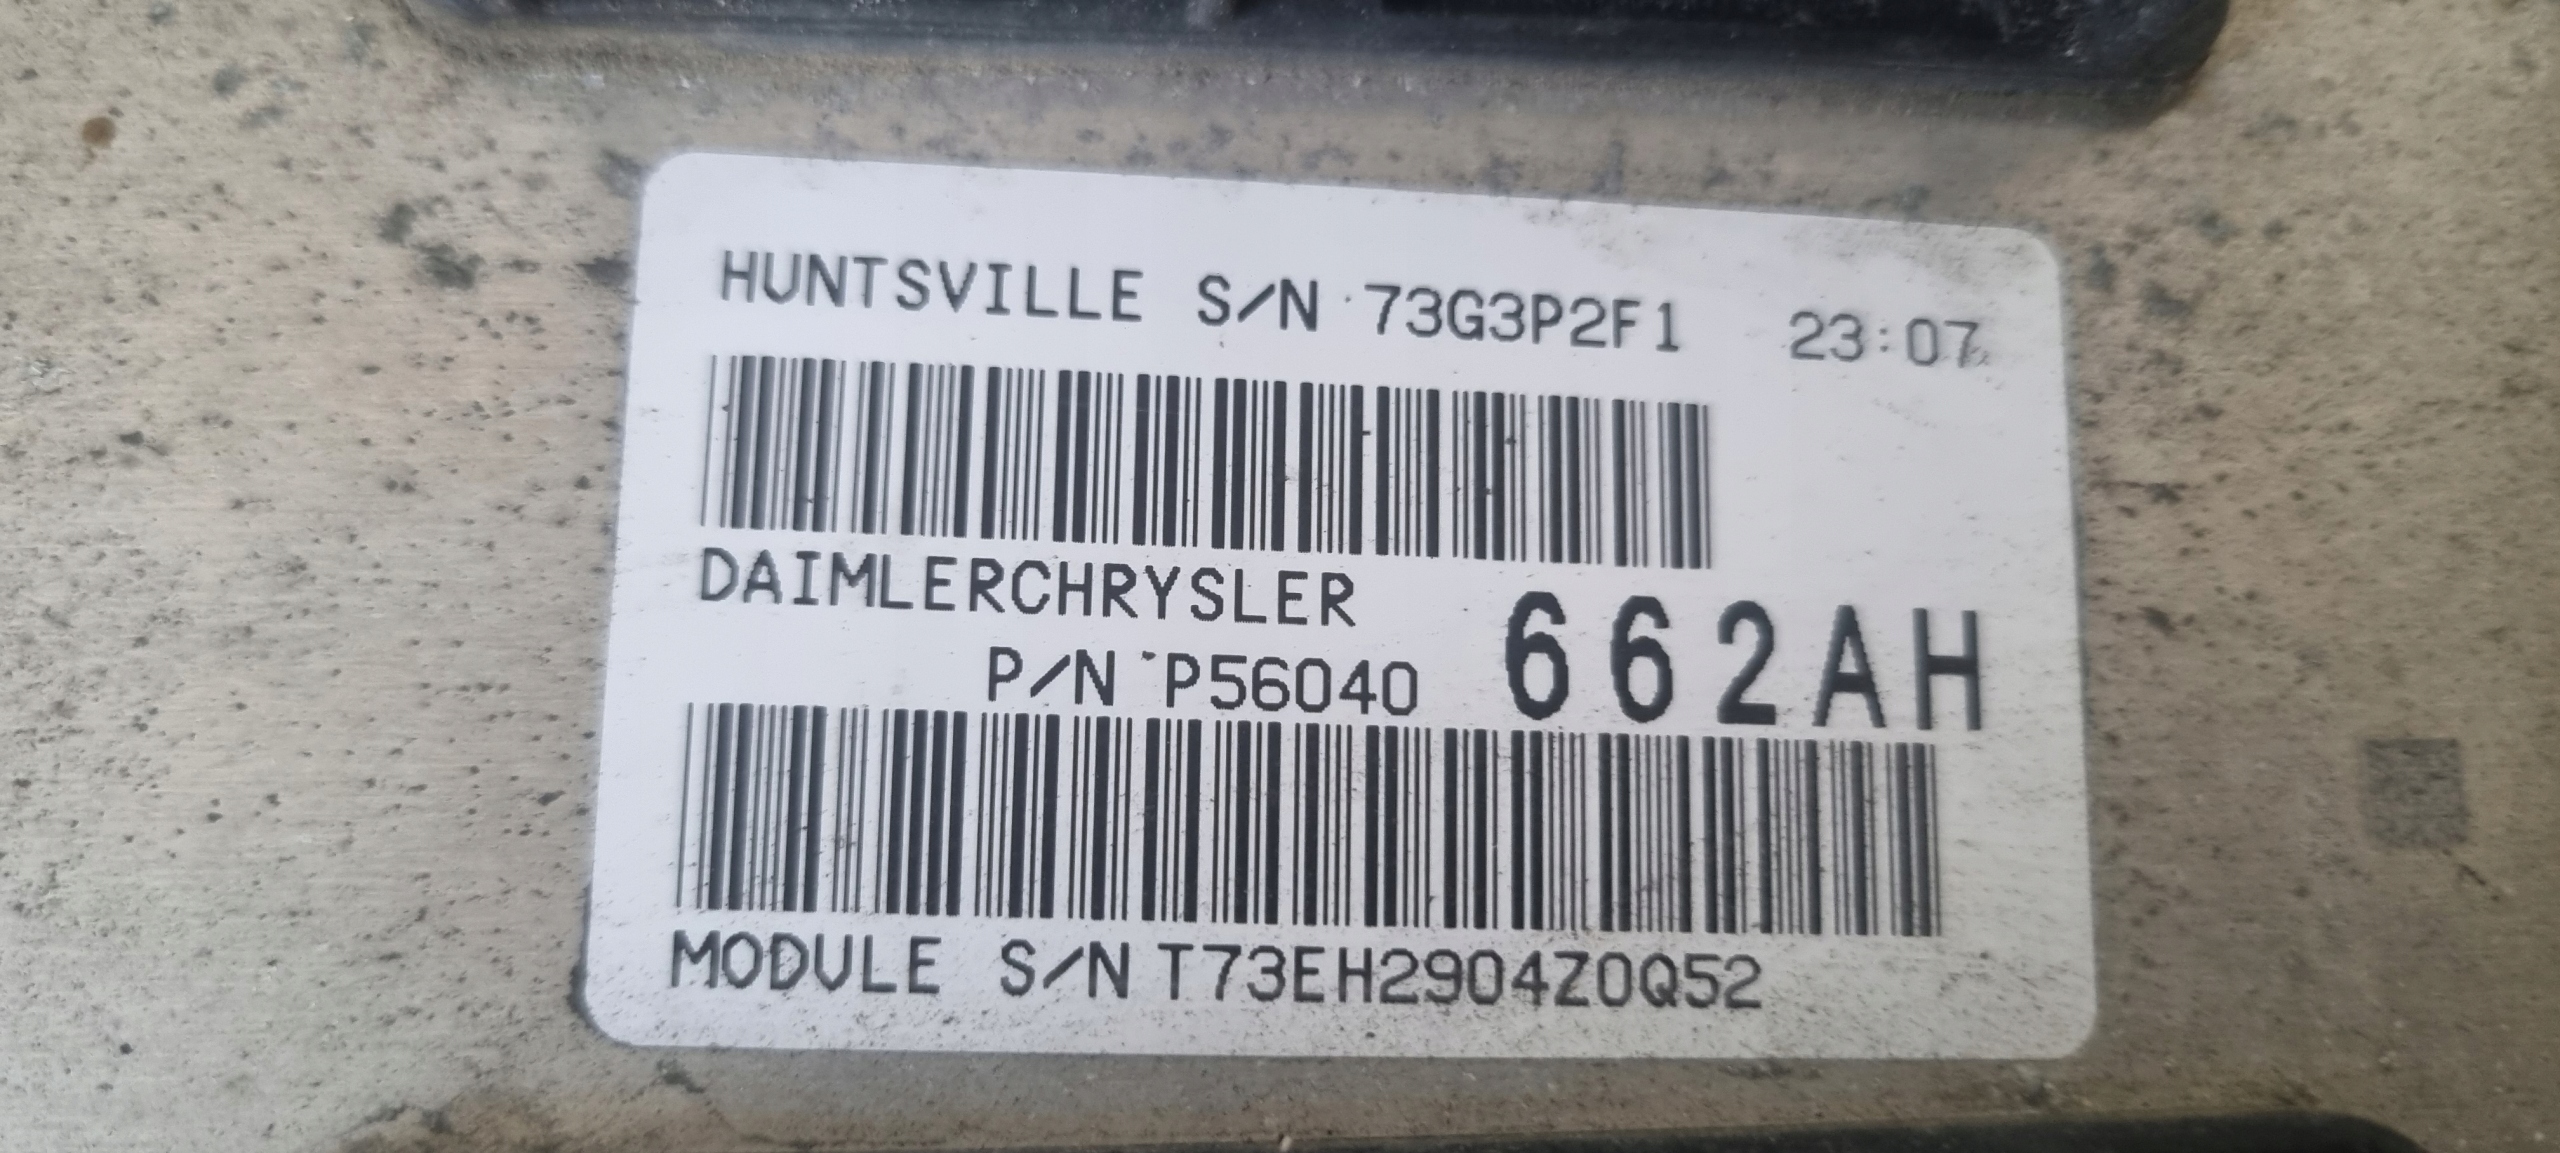 HUNTSVILLE S/N 73G3P2F1 23:07
DAIMLERCHRYSLER
P/N P56040 662AH
MODULE S/N T73EH2904Z0Q52